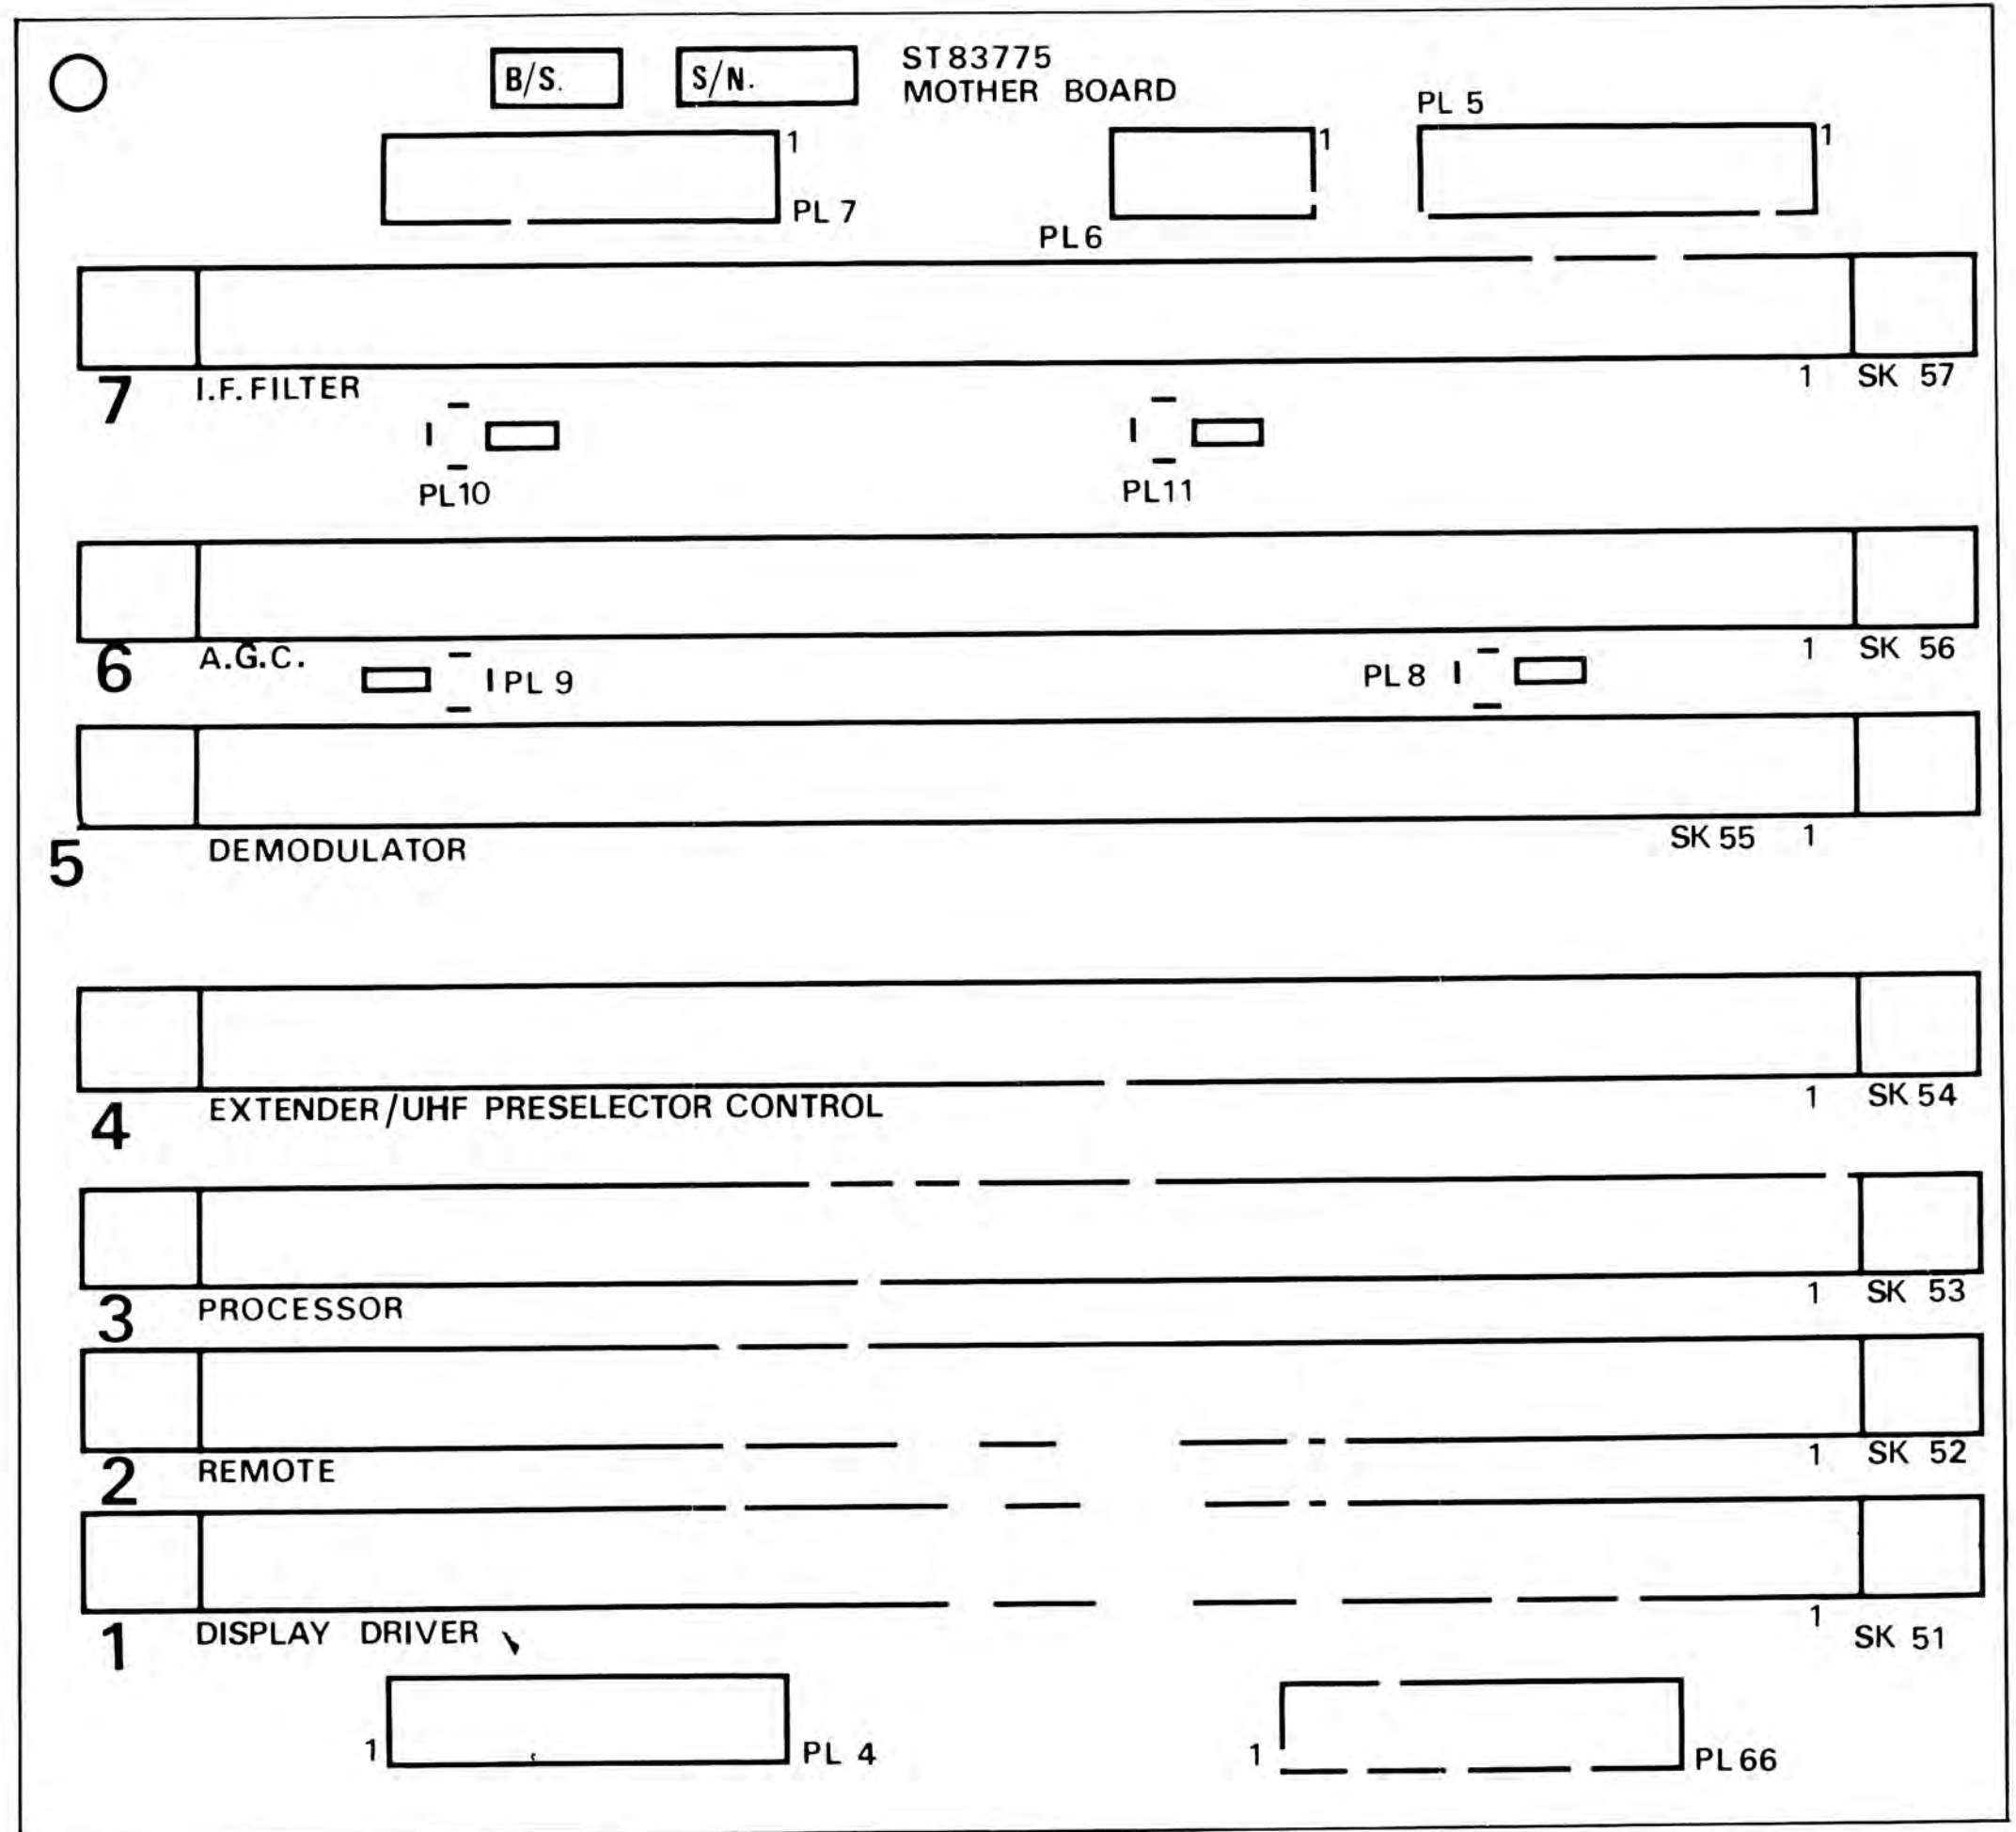 B/S.
S/N.
ST83775
MOTHER BOARD
PL 5
1
1
1
PL 7
PL6
7
I.F. FILTER
1
SK 57
PL10
PL11
6
A.G.C.
1
SK 56
PL 9
PL 8
5
DEMODULATOR
SK 55
1
4
EXTENDER/UHF PRESELECTOR CONTROL
1
SK 54
3
PROCESSOR
1
SK 53
2
REMOTE
1
SK 52
1
DISPLAY DRIVER
1
SK 51
1
PL 4
1
PL 66